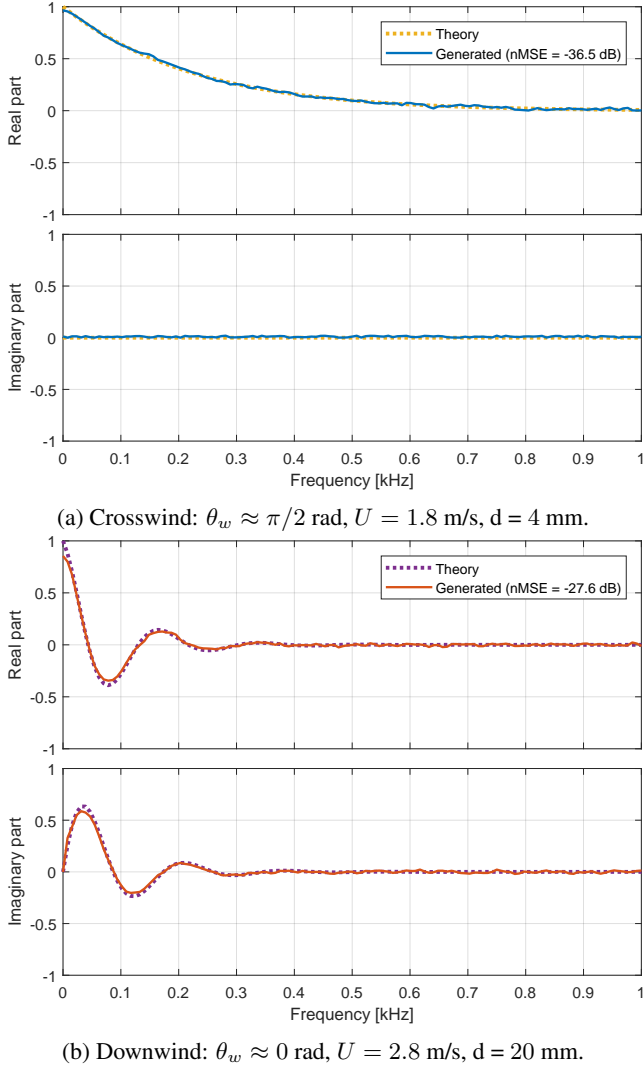 1
0.5
0
-0.5
-1
Real part
Theory
Generated (nMSE = -36.5 dB)
1
0.5
0
-0.5
-1
Imaginary part
0 0.1 0.2 0.3 0.4 0.5 0.6 0.7 0.8 0.9 1
Frequency [kHz]
(a) Crosswind: θ_w ≈ π/2 rad, U = 1.8 m/s, d = 4 mm.
1
0.5
0
-0.5
-1
Real part
Theory
Generated (nMSE = -27.6 dB)
1
0.5
0
-0.5
-1
Imaginary part
0 0.1 0.2 0.3 0.4 0.5 0.6 0.7 0.8 0.9 1
Frequency [kHz]
(b) Downwind: θ_w ≈ 0 rad, U = 2.8 m/s, d = 20 mm.